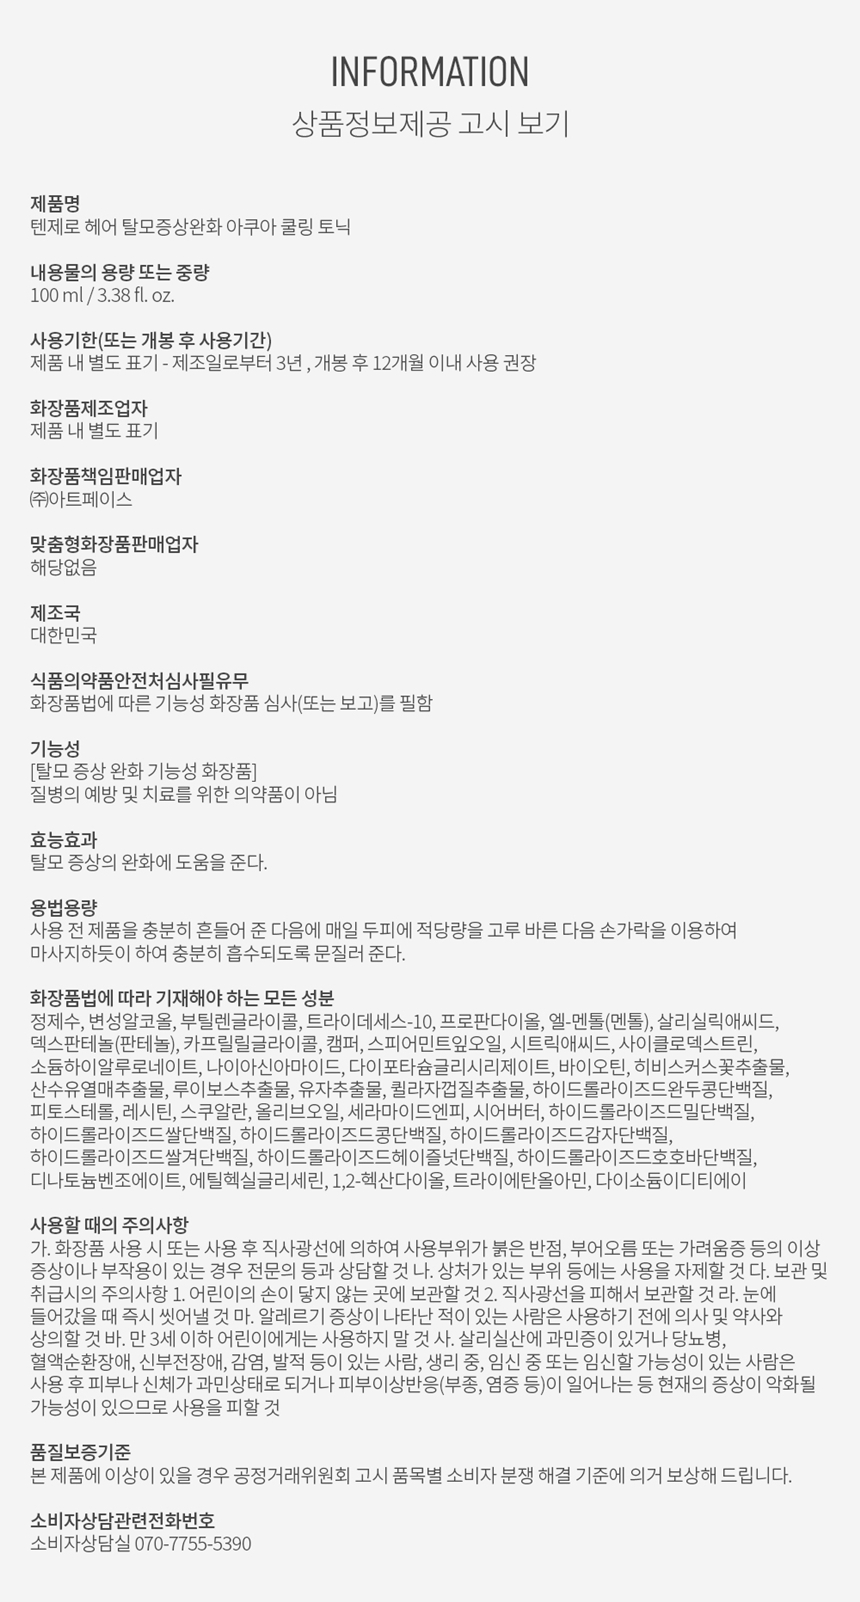 INFORMATION
상품정보제공 고시 보기
제품명
텐제로 헤어 탈모증상완화 아쿠아 쿨링 토닉
내용물의 용량 또는 중량
100 ml / 3.38 fl. oz.
사용기한(또는 개봉 후 사용기간)
제품 내 별도 표기 - 제조일로부터 3년 , 개봉 후 12개월 이내 사용 권장
화장품제조업자
제품 내 별도 표기
화장품책임판매업자
㈜아트페이스
맞춤형화장품판매업자
해당없음
제조국
대한민국
식품의약품안전처심사필유무
화장품법에 따른 기능성 화장품 심사(또는 보고)를 필함
기능성
[탈모 증상 완화 기능성 화장품]
질병의 예방 및 치료를 위한 의약품이 아님
효능효과
탈모 증상의 완화에 도움을 준다.
용법용량
사용 전 제품을 충분히 흔들어 준 다음에 매일 두피에 적당량을 고루 바른 다음 손가락을 이용하여
마사지하듯이 하여 충분히 흡수되도록 문질러 준다.
화장품법에 따라 기재해야 하는 모든 성분
정제수, 변성알코올, 부틸렌글라이콜, 트라이데세스-10, 프로판다이올, 엘-멘톨(멘톨), 살리실릭애씨드,
덱스판테놀(판테놀), 카프릴릴글라이콜, 캠퍼, 스피어민트잎오일, 시트릭애씨드, 사이클로덱스트린,
소듐하이알루로네이트, 나이아신아마이드, 다이포타슘글리시리제이트, 바이오틴, 히비스커스꽃추출물,
산수유열매추출물, 루이보스추출물, 유자추출물, 퀼라자껍질추출물, 하이드롤라이즈드완두콩단백질,
피토스테롤, 레시틴, 스쿠알란, 올리브오일, 세라마이드엔피, 시어버터, 하이드롤라이즈드밀단백질,
하이드롤라이즈드쌀단백질, 하이드롤라이즈드콩단백질, 하이드롤라이즈드감자단백질,
하이드롤라이즈드쌀겨단백질, 하이드롤라이즈드헤이즐넛단백질, 하이드롤라이즈드호호바단백질,
디나토늄벤조에이트, 에틸헥실글리세린, 1,2-헥산다이올, 트라이에탄올아민, 다이소듐이디티에이
사용할 때의 주의사항
가. 화장품 사용 시 또는 사용 후 직사광선에 의하여 사용부위가 붉은 반점, 부어오름 또는 가려움증 등의 이상
증상이나 부작용이 있는 경우 전문의 등과 상담할 것 나. 상처가 있는 부위 등에는 사용을 자제할 것 다. 보관 및
취급시의 주의사항 1. 어린이의 손이 닿지 않는 곳에 보관할 것 2. 직사광선을 피해서 보관할 것 라. 눈에
들어갔을 때 즉시 씻어낼 것 마. 알레르기 증상이 나타난 적이 있는 사람은 사용하기 전에 의사 및 약사와
상의할 것 바. 만 3세 이하 어린이에게는 사용하지 말 것 사. 살리실산에 과민증이 있거나 당뇨병,
혈액순환장애, 신부전장애, 감염, 발적 등이 있는 사람, 생리 중, 임신 중 또는 임신할 가능성이 있는 사람은
사용 후 피부나 신체가 과민상태로 되거나 피부이상반응(부종, 염증 등)이 일어나는 등 현재의 증상이 악화될
가능성이 있으므로 사용을 피할 것
품질보증기준
본 제품에 이상이 있을 경우 공정거래위원회 고시 품목별 소비자 분쟁 해결 기준에 의거 보상해 드립니다.
소비자상담관련전화번호
소비자상담실 070-7755-5390